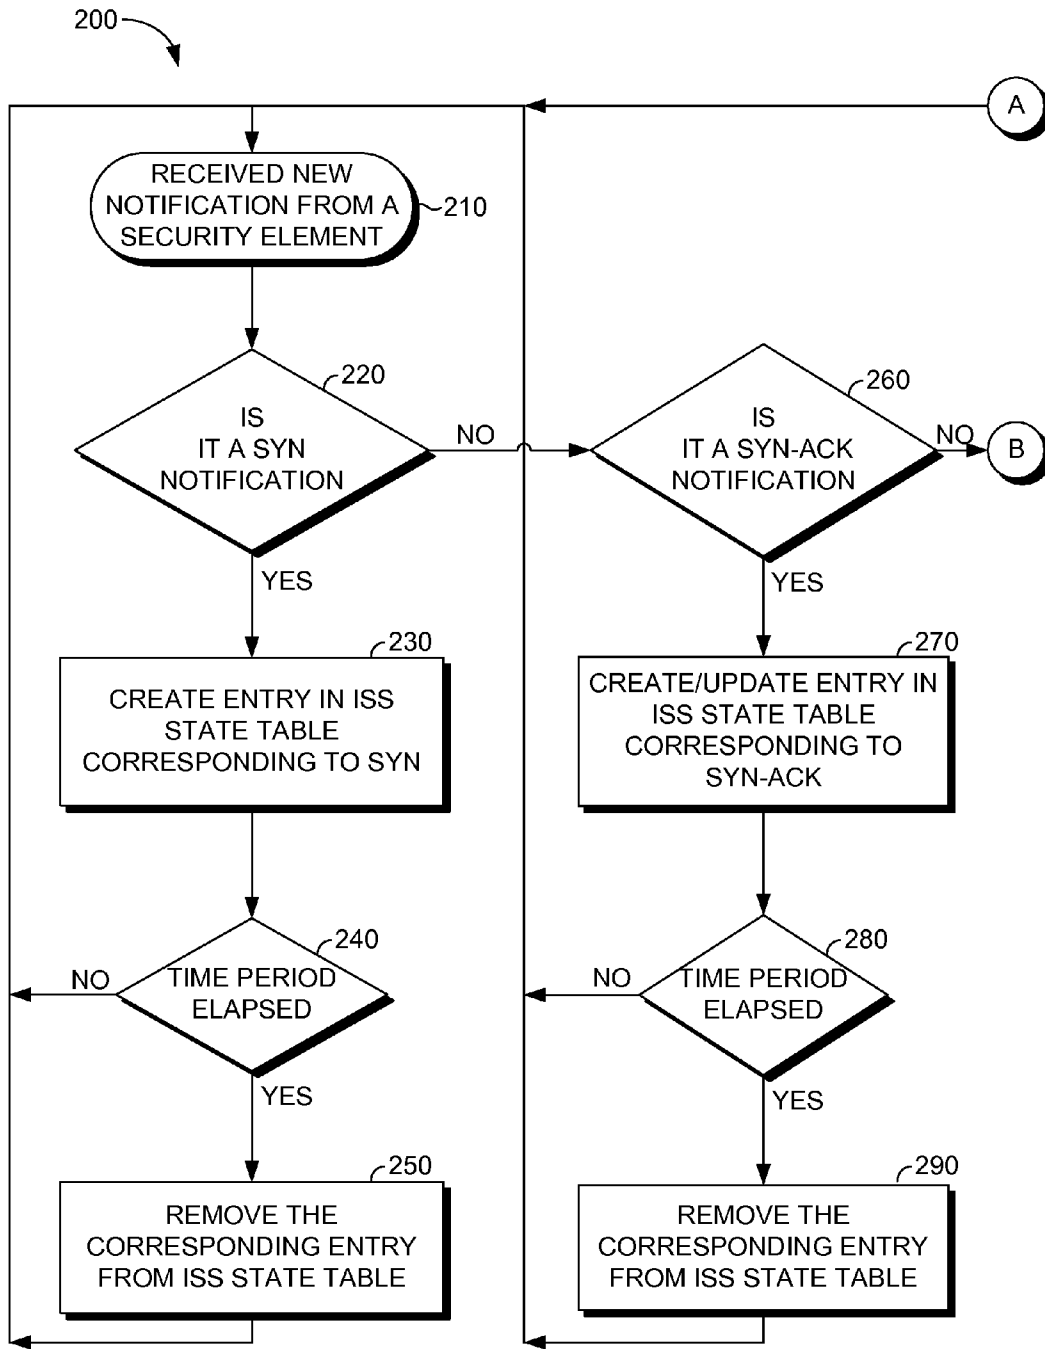 200
A
RECEIVED NEW
NOTIFICATION FROM A
SECURITY ELEMENT
210
220
IS
IT A SYN
NOTIFICATION
NO
YES
260
IS
IT A SYN-ACK
NOTIFICATION
NO
B
YES
230
CREATE ENTRY IN ISS
STATE TABLE
CORRESPONDING TO SYN
270
CREATE/UPDATE ENTRY IN
ISS STATE TABLE
CORRESPONDING TO
SYN-ACK
240
NO
TIME PERIOD
ELAPSED
YES
280
NO
TIME PERIOD
ELAPSED
YES
250
REMOVE THE
CORRESPONDING ENTRY
FROM ISS STATE TABLE
290
REMOVE THE
CORRESPONDING ENTRY
FROM ISS STATE TABLE